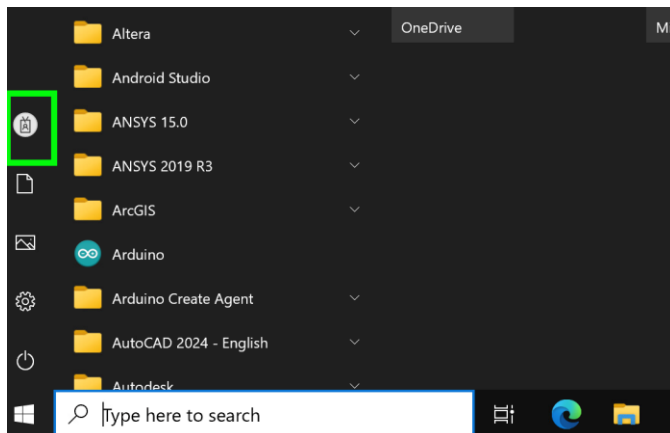 Altera
OneDrive
Android Studio
ANSYS 15.0
ANSYS 2019 R3
ArcGIS
Arduino
Arduino Create Agent
AutoCAD 2024 - English
Autodesk
Type here to search